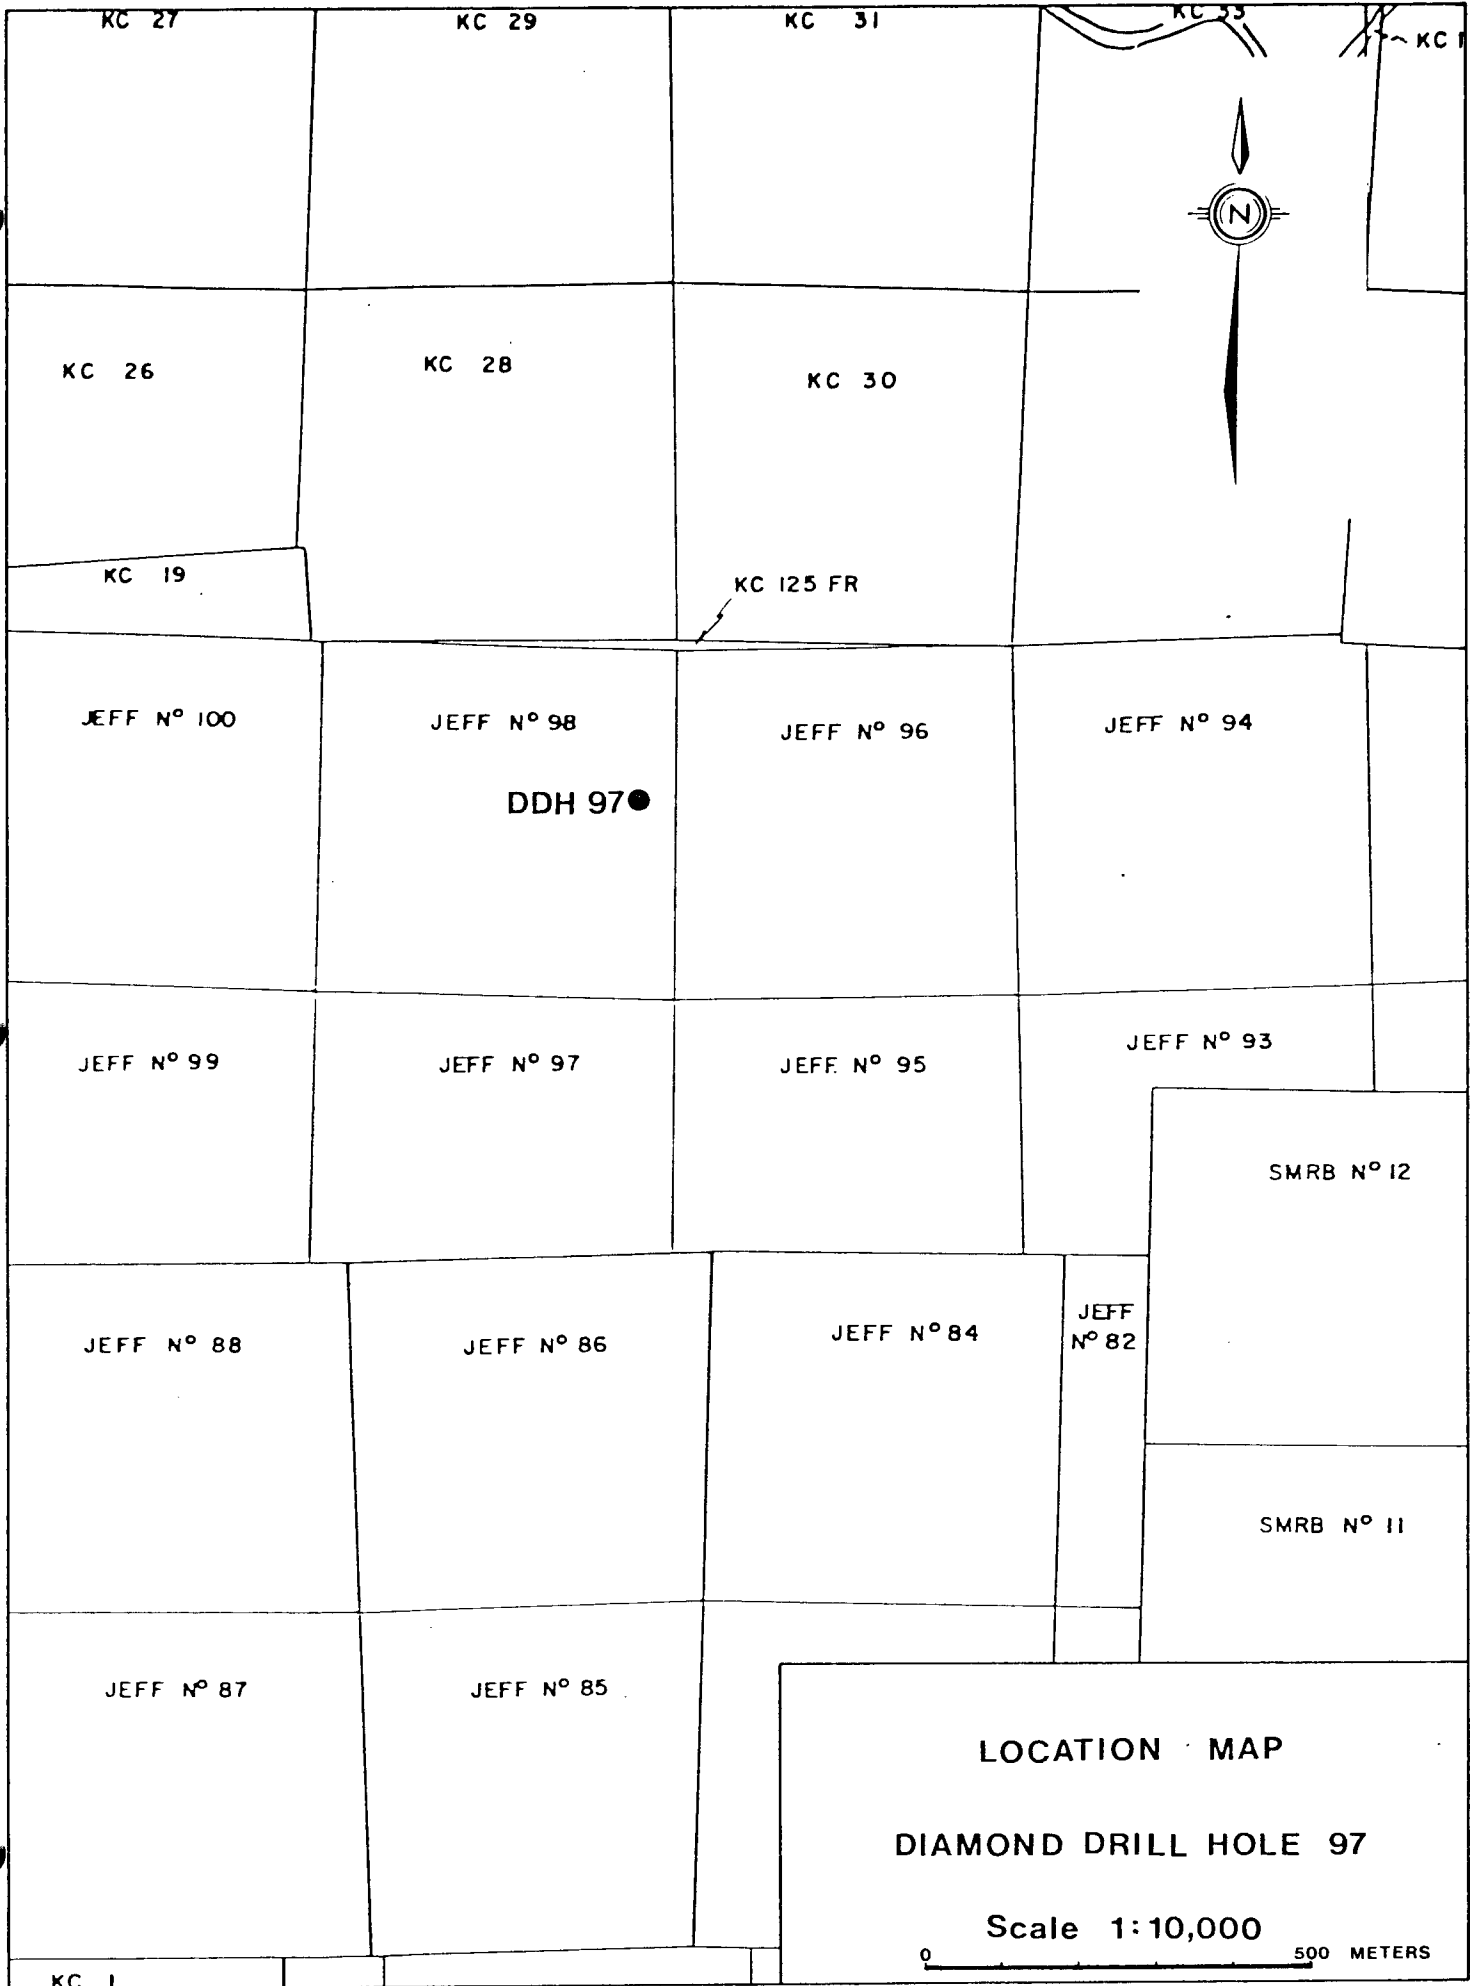 KC 27
KC 29
KC 31
KC 33
KC 1
N
KC 26
KC 28
KC 30
KC 19
KC 125 FR
JEFF Nº 100
JEFF Nº 98
JEFF Nº 96
JEFF Nº 94
DDH 97
JEFF Nº 99
JEFF Nº 97
JEFF Nº 95
JEFF Nº 93
SMRB Nº 12
JEFF Nº 88
JEFF Nº 86
JEFF Nº 84
JEFF
Nº 82
SMRB Nº 11
JEFF Nº 87
JEFF Nº 85
LOCATION MAP
DIAMOND DRILL HOLE 97
Scale 1:10,000
0 500 METERS
KC 1